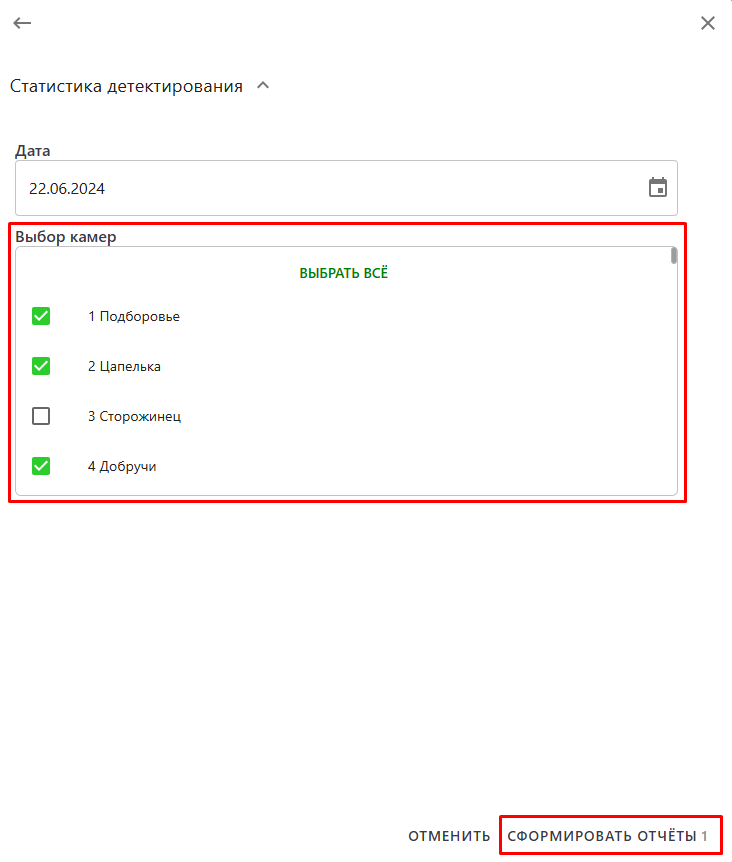 Статистика детектирования
Дата
22.06.2024
Выбор камер
ВЫБРАТЬ ВСЁ
1 Подборовье
2 Цапелька
3 Сторожинец
4 Добручи
ОТМЕНИТЬ СФОРМИРОВАТЬ ОТЧЁТЫ 1